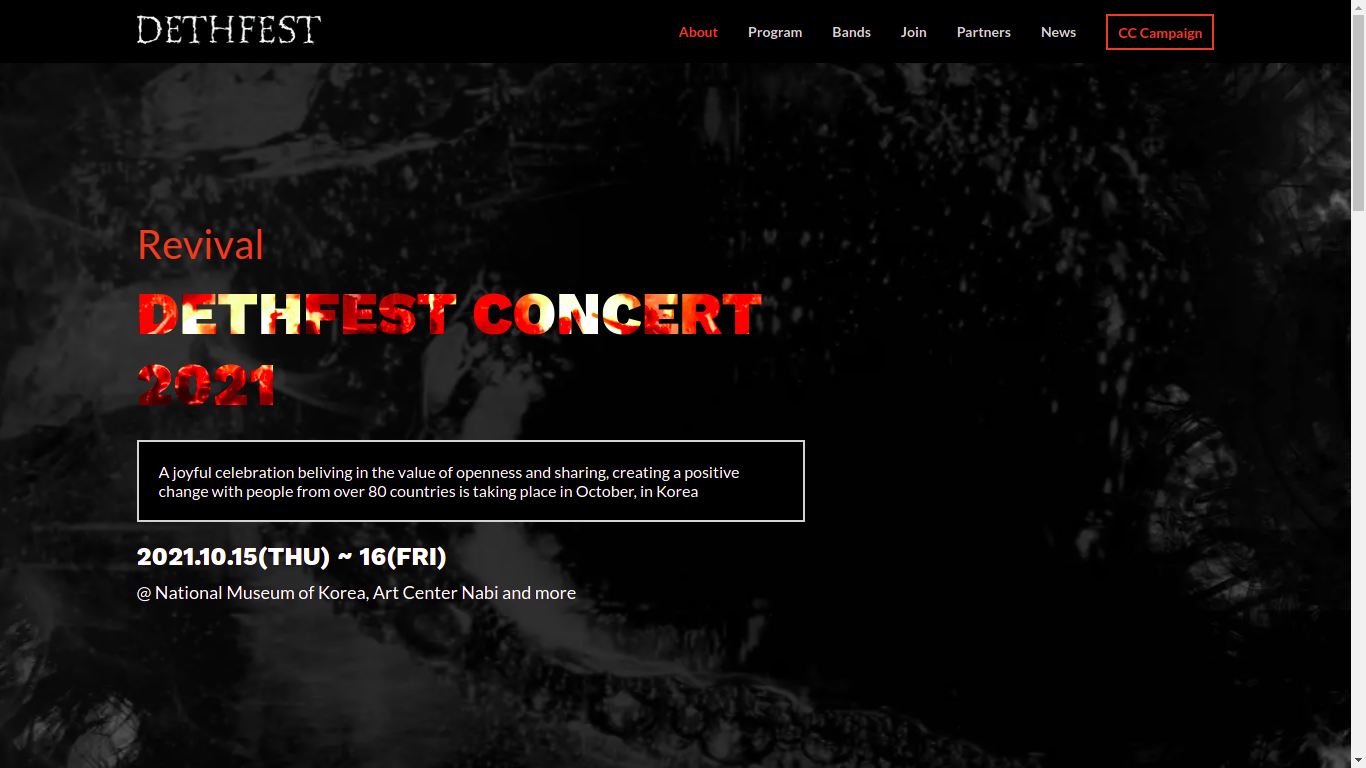 DETHFEST
About
Program
Bands
Join
Partners
News
CC Campaign
Revival
DETHFEST CONCERT
2021
A joyful celebration beliving in the value of openness and sharing, creating a positive
change with people from over 80 countries is taking place in October, in Korea
2021.10.15(THU) ~ 16(FRI)
@ National Museum of Korea, Art Center Nabi and more